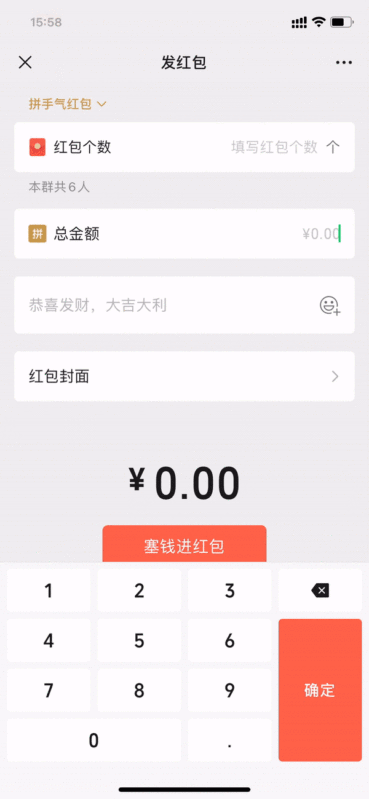 15:58
发红包
拼手气红包
红包个数 填写红包个数 个
本群共6人
拼 总金额 ¥0.00
恭喜发财，大吉大利
红包封面
¥ 0.00
塞钱进红包
1 2 3
4 5 6
7 8 9
确定
0 .